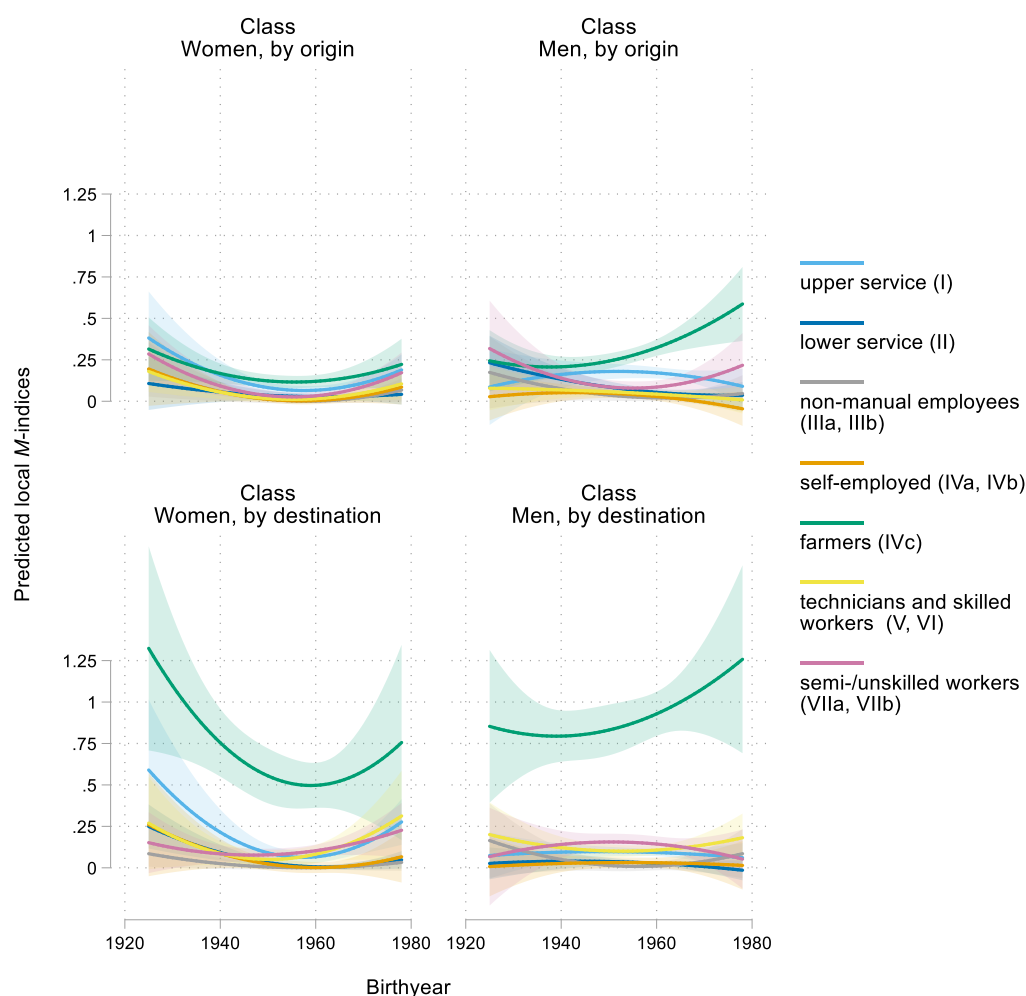 Class
Women, by origin
Class
Men, by origin
1.25
1
.75
.5
.25
0
Predicted local M-indices
Class
Women, by destination
Class
Men, by destination
1.25
1
.75
.5
.25
0
1920 1940 1960 1980
1920 1940 1960 1980
Birthyear
upper service (I)
lower service (II)
non-manual employees
(IIIa, IIIb)
self-employed (IVa, IVb)
farmers (IVc)
technicians and skilled
workers  (V, VI)
semi-/unskilled workers
(VIIa, VIIb)